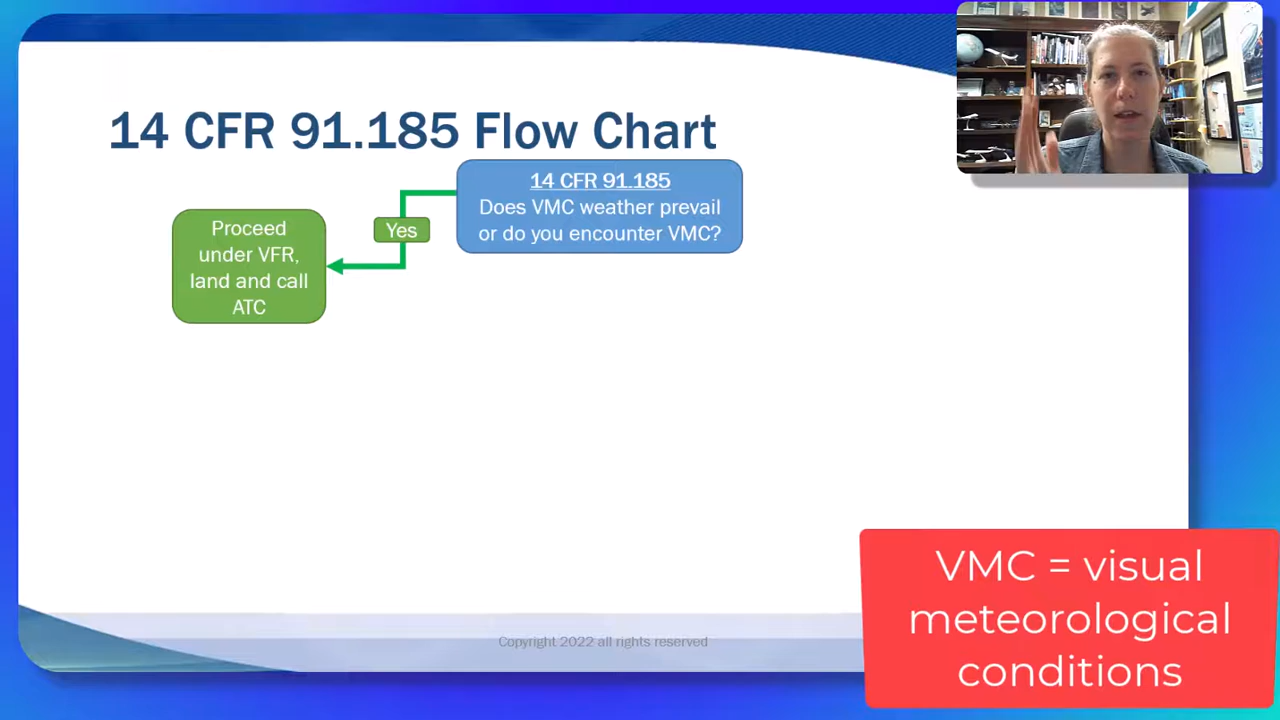 14 CFR 91.185 Flow Chart
14 CFR 91.185
Does VMC weather prevail
or do you encounter VMC?
Yes
Proceed
under VFR,
land and call
ATC
VMC = visual
meteorological
conditions
Copyright 2022 all rights reserved